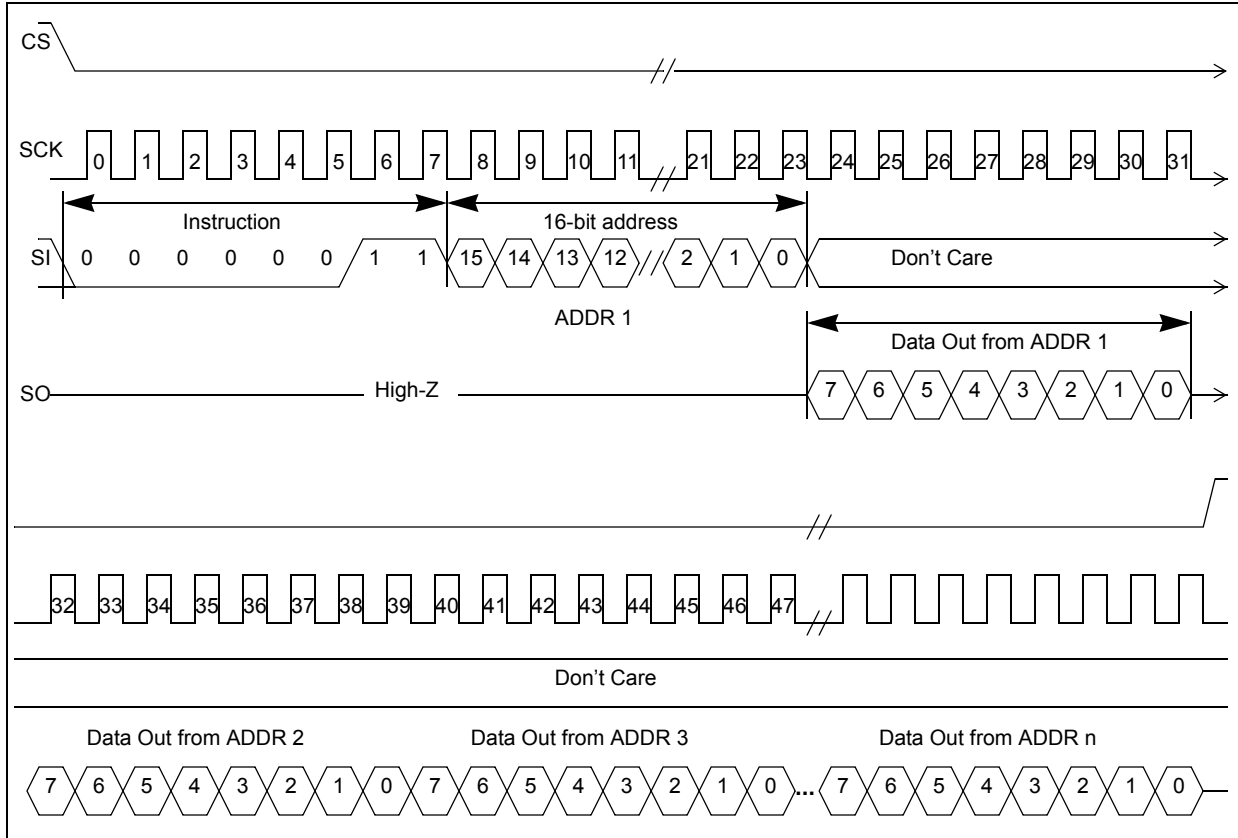 CS
SCK
0 1 2 3 4 5 6 7 8 9 10 11 21 22 23 24 25 26 27 28 29 30 31
Instruction 16-bit address
SI 0 0 0 0 0 0 1 1 15 14 13 12 2 1 0 Don't Care
ADDR 1
Data Out from ADDR 1
SO High-Z 7 6 5 4 3 2 1 0
32 33 34 35 36 37 38 39 40 41 42 43 44 45 46 47
Don't Care
Data Out from ADDR 2 Data Out from ADDR 3 Data Out from ADDR n
7 6 5 4 3 2 1 0 7 6 5 4 3 2 1 0 ... 7 6 5 4 3 2 1 0